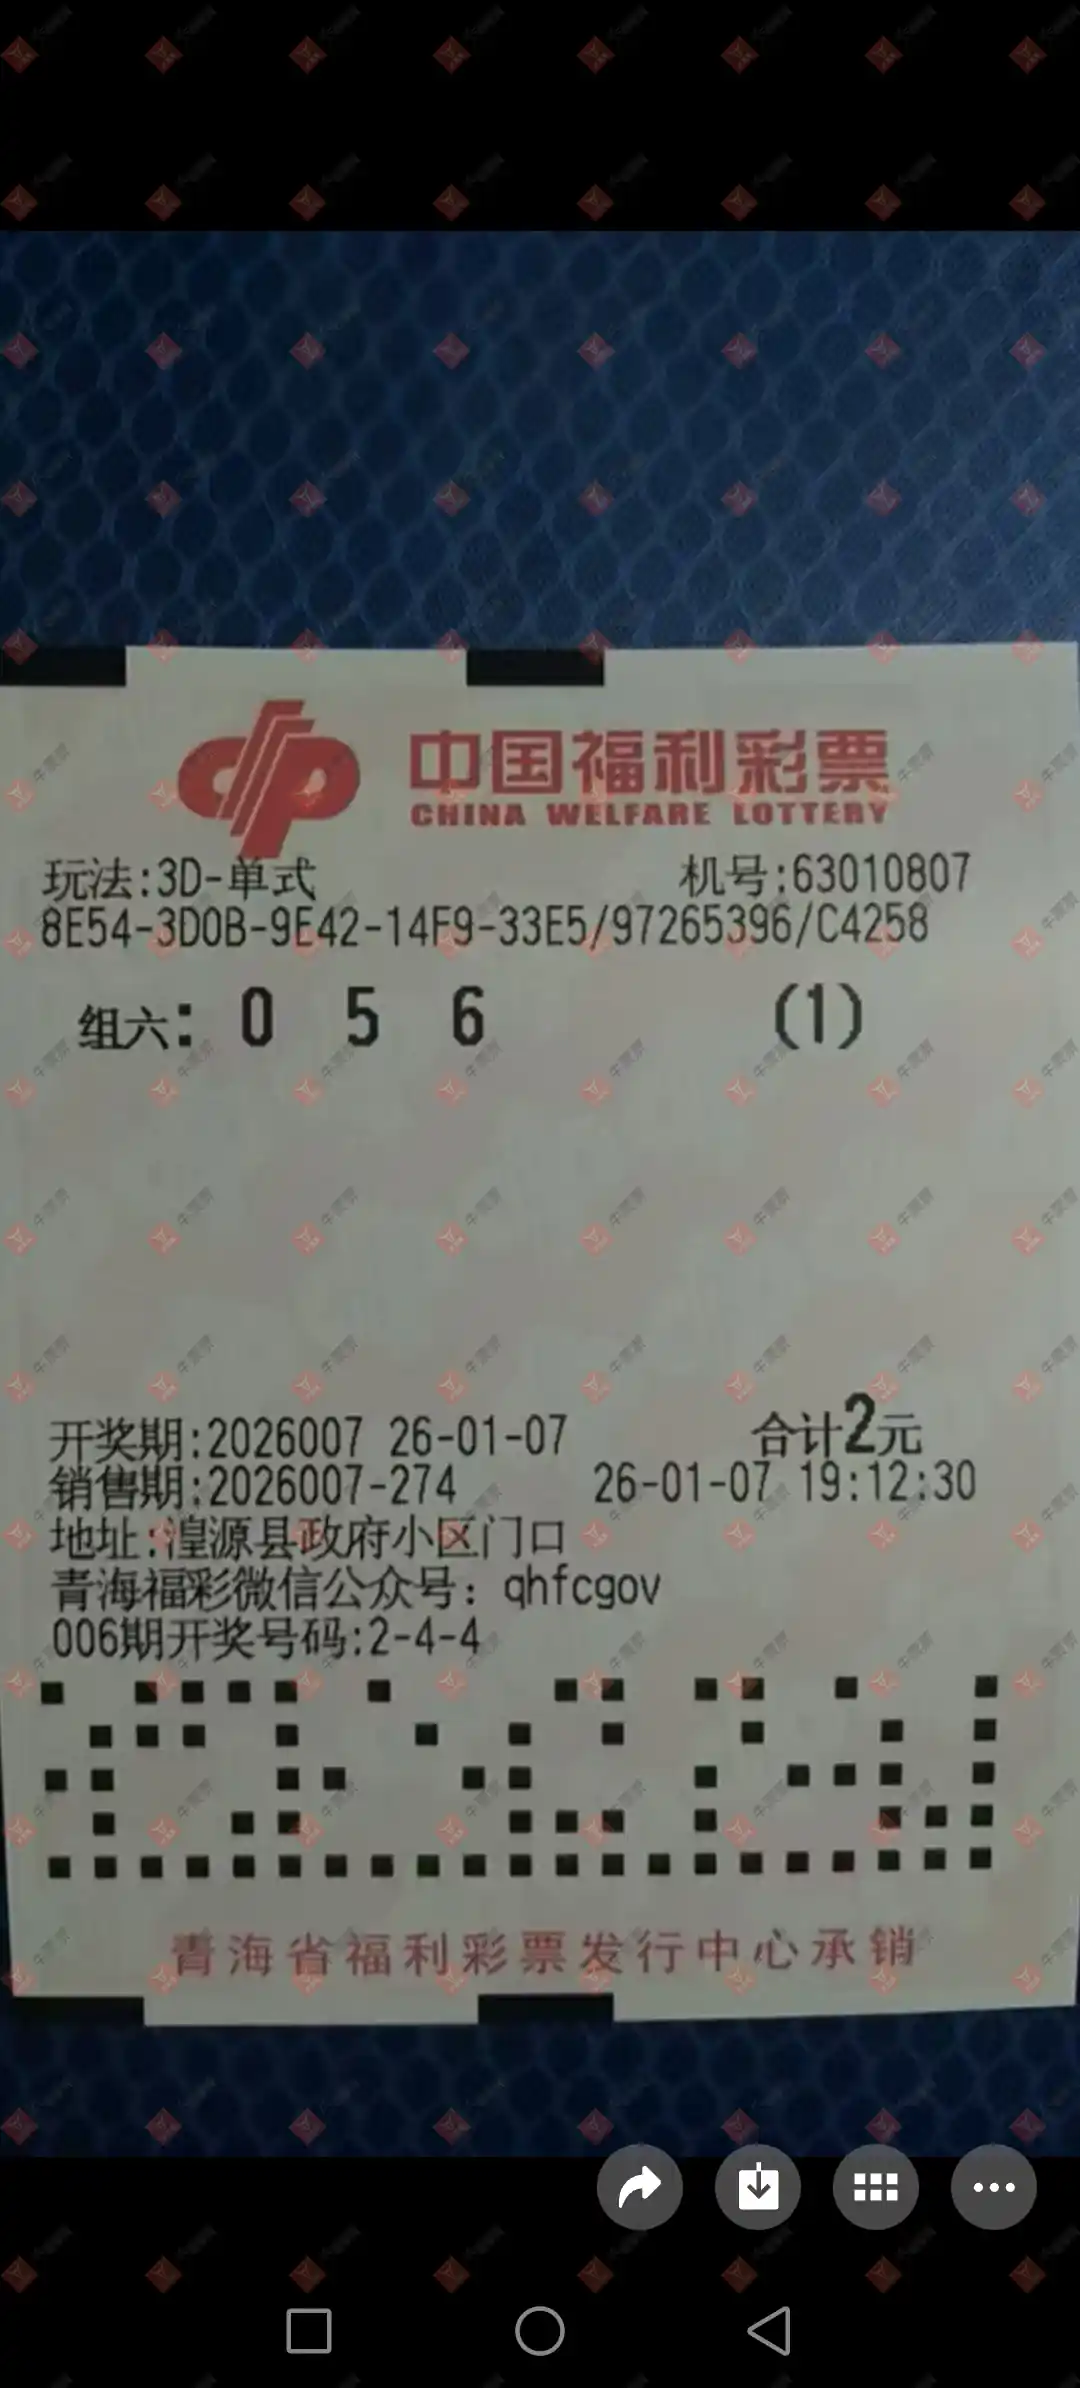 中国福利彩票
CHINA WELFARE LOTTERY
玩法:3D-单式 机号:63010807
8E54-3D0B-9E42-14F9-33E5/97265396/C4258
组六: 0 5 6 (1)
开奖期:2026007 26-01-07 合计2元
销售期:2026007-274 26-01-07 19:12:30
地址:湟源县政府小区门口
青海福彩微信公众号: qhfcgov
006期开奖号码:2-4-4
青海省福利彩票发行中心承销